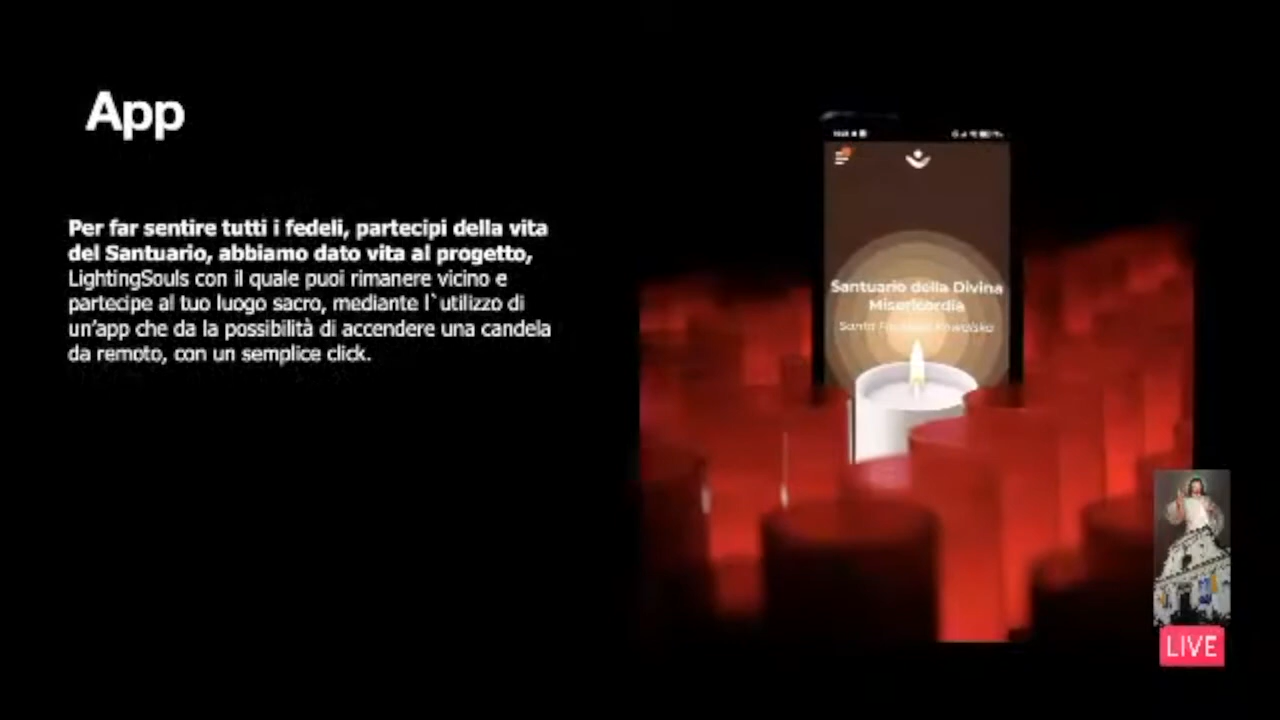 App
Per far sentire tutti i fedeli, partecipi della vita
del Santuario, abbiamo dato vita al progetto,
LightingSouls con il quale puoi rimanere vicino e
partecipe al tuo luogo sacro, mediante l`utilizzo di
un’app che da la possibilità di accendere una candela
da remoto, con un semplice click.
Santuario della Divina
Misericordia
Santa Kowalska
LIVE